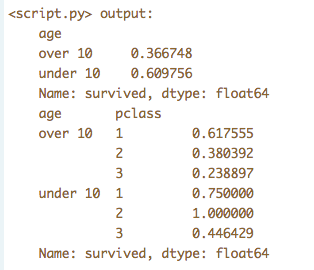 <script.py> output:
    age
    over 10     0.366748
    under 10    0.609756
    Name: survived, dtype: float64
    age       pclass
    over 10   1         0.617555
              2         0.380392
              3         0.238897
    under 10  1         0.750000
              2         1.000000
              3         0.446429
    Name: survived, dtype: float64